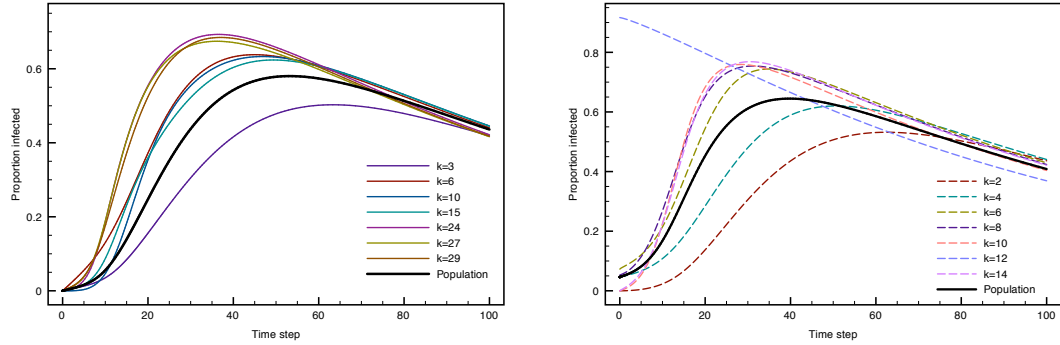 Proportion infected
0.6
0.4
0.2
0
0 20 40 60 80 100
Time step
k=3
k=6
k=10
k=15
k=24
k=27
k=29
Population
Proportion infected
0.8
0.6
0.4
0.2
0
0 20 40 60 80 100
Time step
k=2
k=4
k=6
k=8
k=10
k=12
k=14
Population